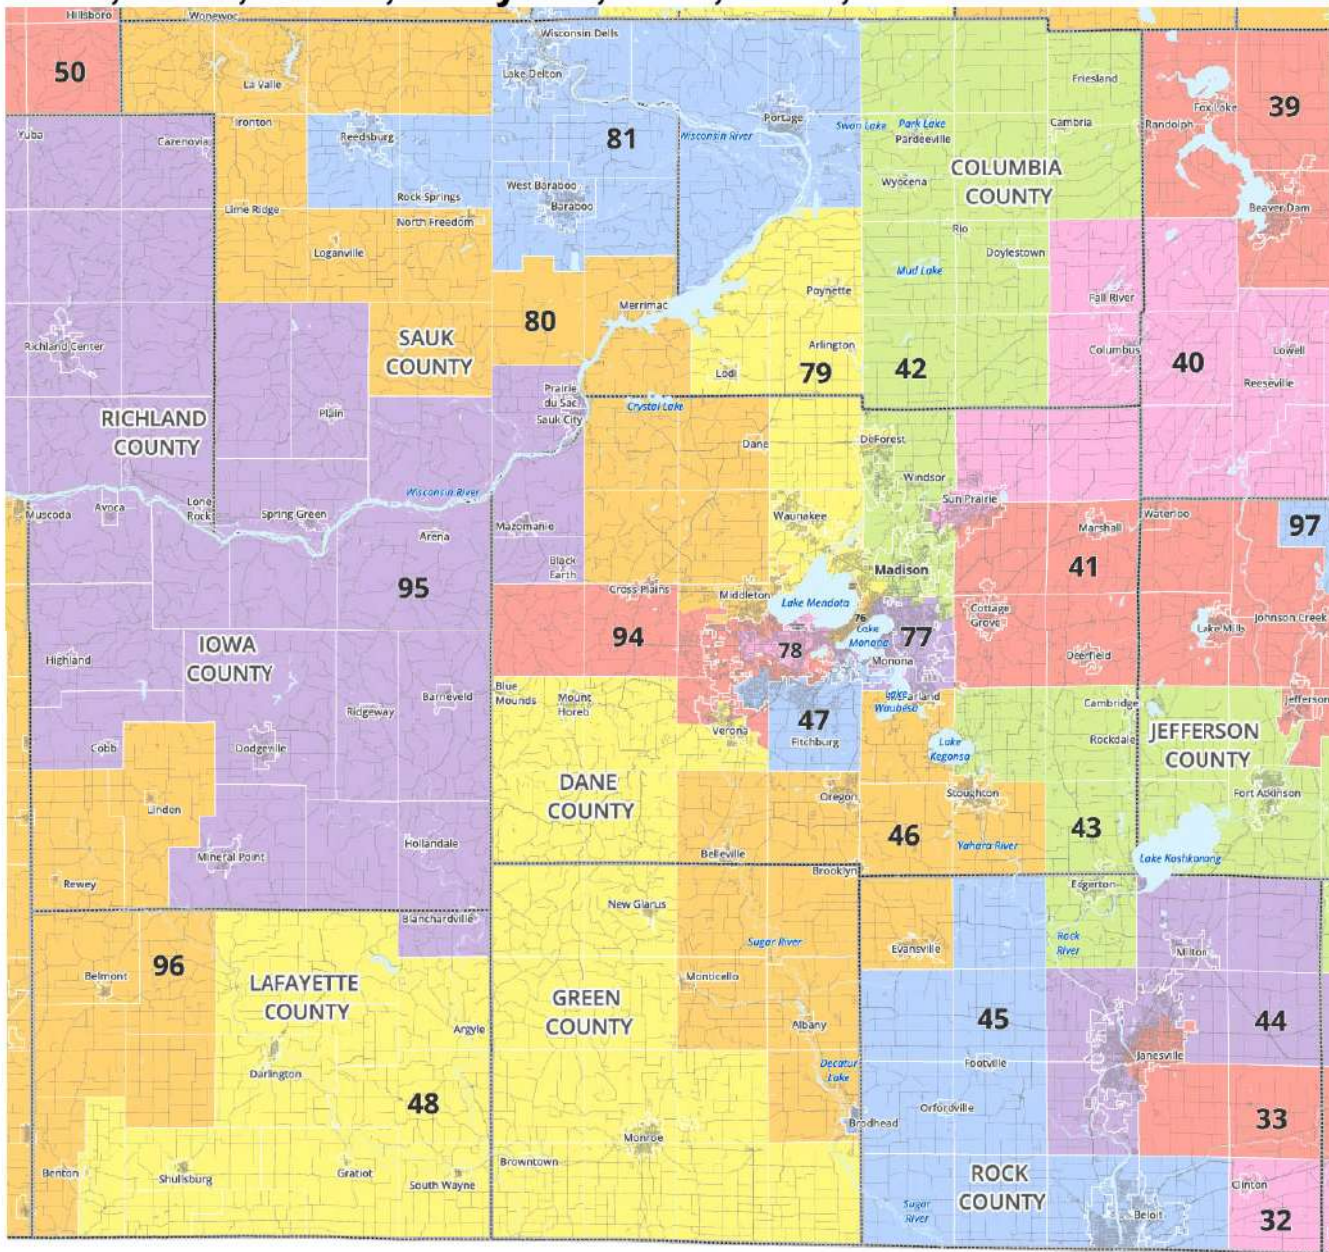 Hillsboro
Wonewoc
Wisconsin Dells
50
La Valle
Lake Delton
Friesland
Fox Lake
39
Yuba
Cazenovia
Ironton
Reedsburg
81
Wisconsin River
Portage
Swan Lake
Park Lake
Pardeeville
Cambria
Randolph
Rock Springs
West Baraboo
Baraboo
Wyocena
COLUMBIA
COUNTY
Beaver Dam
Lime Ridge
North Freedom
Loganville
Rio
Doylestown
Mud Lake
Poynette
Fall River
Merrimac
80
SAUK
COUNTY
Richland Center
Arlington
Lodi
79
42
Columbus
40
Lowell
Reeseville
RICHLAND
COUNTY
Plain
Prairie
du Sac
Sauk City
Crystal Lake
Dane
DeForest
Windsor
Wisconsin River
Muscoda
Avoca
Lone
Rock
Spring Green
Arena
Mazomanie
Waunakee
Sun Prairie
Marshall
Waterloo
97
Black
Earth
Madison
41
95
Cross Plains
Middleton
Lake Mendota
76
Lake
Monona
77
Cottage
Grove
Lake Mills
Johnson Creek
IOWA
COUNTY
94
78
Monona
Deerfield
Highland
Barneveld
Blue
Mounds
Mount
Horeb
Ridgeway
Lake
Waubesa
Cambridge
Jefferson
Verona
47
Fitchburg
Lake
Kegonsa
Rockdale
JEFFERSON
COUNTY
Cobb
Dodgeville
DANE
COUNTY
Linden
Oregon
Stoughton
Fort Atkinson
46
43
Yahara River
Mineral Point
Hollandale
Belleville
Lake Koshkonong
Rewey
Brooklyn
Edgerton
New Glarus
Blanchardville
Sugar River
Evansville
Rock
River
Milton
96
Belmont
LAFAYETTE
COUNTY
GREEN
COUNTY
Monticello
Albany
45
44
Argyle
Janesville
Darlington
Decatur
Lake
Footville
48
Orfordville
33
Monroe
Brodhead
Browntown
Benton
Shullsburg
Gratiot
South Wayne
ROCK
COUNTY
Clinton
Sugar
River
Beloit
32